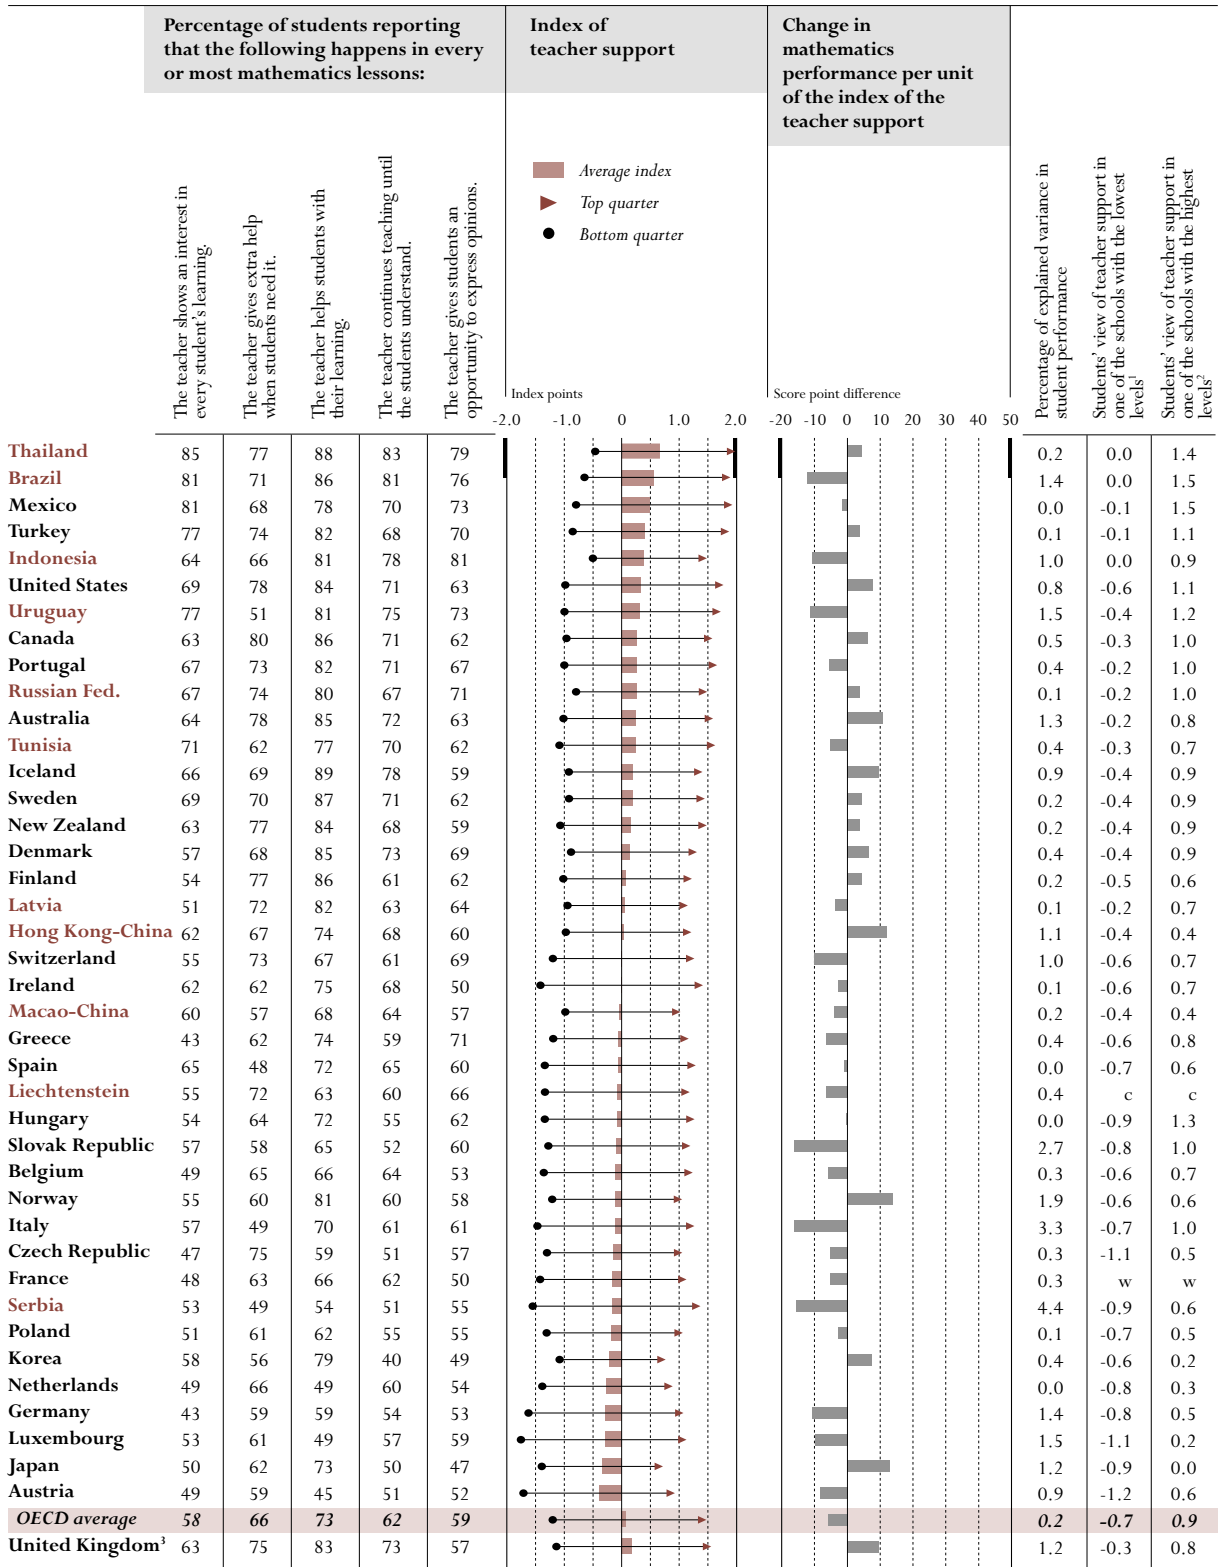 Percentage of students reporting
that the following happens in every
or most mathematics lessons:
Index of
teacher support
Change in
mathematics
performance per unit
of the index of the
teacher support
The teacher shows an interest in
every student's learning.
The teacher gives extra help
when students need it.
The teacher helps students with
their learning.
The teacher continues teaching until
the students understand.
The teacher gives students an
opportunity to express opinions.
Average index
Top quarter
Bottom quarter
Percentage of explained variance in
student performance
Students' view of teacher support in
one of the schools with the lowest
levels¹
Students' view of teacher support in
one of the schools with the highest
levels²
Index points
Score point difference
-2.0 -1.0 0 1.0 2.0
-20 -10 0 10 20 30 40 50
Thailand 85 77 88 83 79 0.2 0.0 1.4
Brazil 81 71 86 81 76 1.4 0.0 1.5
Mexico 81 68 78 70 73 0.0 -0.1 1.5
Turkey 77 74 82 68 70 0.1 -0.1 1.1
Indonesia 64 66 81 78 81 1.0 0.0 0.9
United States 69 78 84 71 63 0.8 -0.6 1.1
Uruguay 77 51 81 75 73 1.5 -0.4 1.2
Canada 63 80 86 71 62 0.5 -0.3 1.0
Portugal 67 73 82 71 67 0.4 -0.2 1.0
Russian Fed. 67 74 80 67 71 0.1 -0.2 1.0
Australia 64 78 85 72 63 1.3 -0.2 0.8
Tunisia 71 62 77 70 62 0.4 -0.3 0.7
Iceland 66 69 89 78 59 0.9 -0.4 0.9
Sweden 69 70 87 71 62 0.2 -0.4 0.9
New Zealand 63 77 84 68 59 0.2 -0.4 0.9
Denmark 57 68 85 73 69 0.4 -0.4 0.9
Finland 54 77 86 61 62 0.2 -0.5 0.6
Latvia 51 72 82 63 64 0.1 -0.2 0.7
Hong Kong-China 62 67 74 68 60 1.1 -0.4 0.4
Switzerland 55 73 67 61 69 1.0 -0.6 0.7
Ireland 62 62 75 68 50 0.1 -0.6 0.7
Macao-China 60 57 68 64 57 0.2 -0.4 0.4
Greece 43 62 74 59 71 0.4 -0.6 0.8
Spain 65 48 72 65 60 0.0 -0.7 0.6
Liechtenstein 55 72 63 60 66 0.4 c c
Hungary 54 64 72 55 62 0.0 -0.9 1.3
Slovak Republic 57 58 65 52 60 2.7 -0.8 1.0
Belgium 49 65 66 64 53 0.3 -0.6 0.7
Norway 55 60 81 60 58 1.9 -0.6 0.6
Italy 57 49 70 61 61 3.3 -0.7 1.0
Czech Republic 47 75 59 51 57 0.3 -1.1 0.5
France 48 63 66 62 50 0.3 w w
Serbia 53 49 54 51 55 4.4 -0.9 0.6
Poland 51 61 62 55 55 0.1 -0.7 0.5
Korea 58 56 79 40 49 0.4 -0.6 0.2
Netherlands 49 66 49 60 54 0.0 -0.8 0.3
Germany 43 59 59 54 53 1.4 -0.8 0.5
Luxembourg 53 61 49 57 59 1.5 -1.1 0.2
Japan 50 62 73 50 47 1.2 -0.9 0.0
Austria 49 59 45 51 52 0.9 -1.2 0.6
OECD average 58 66 73 62 59 0.2 -0.7 0.9
United Kingdom³ 63 75 83 73 57 1.2 -0.3 0.8